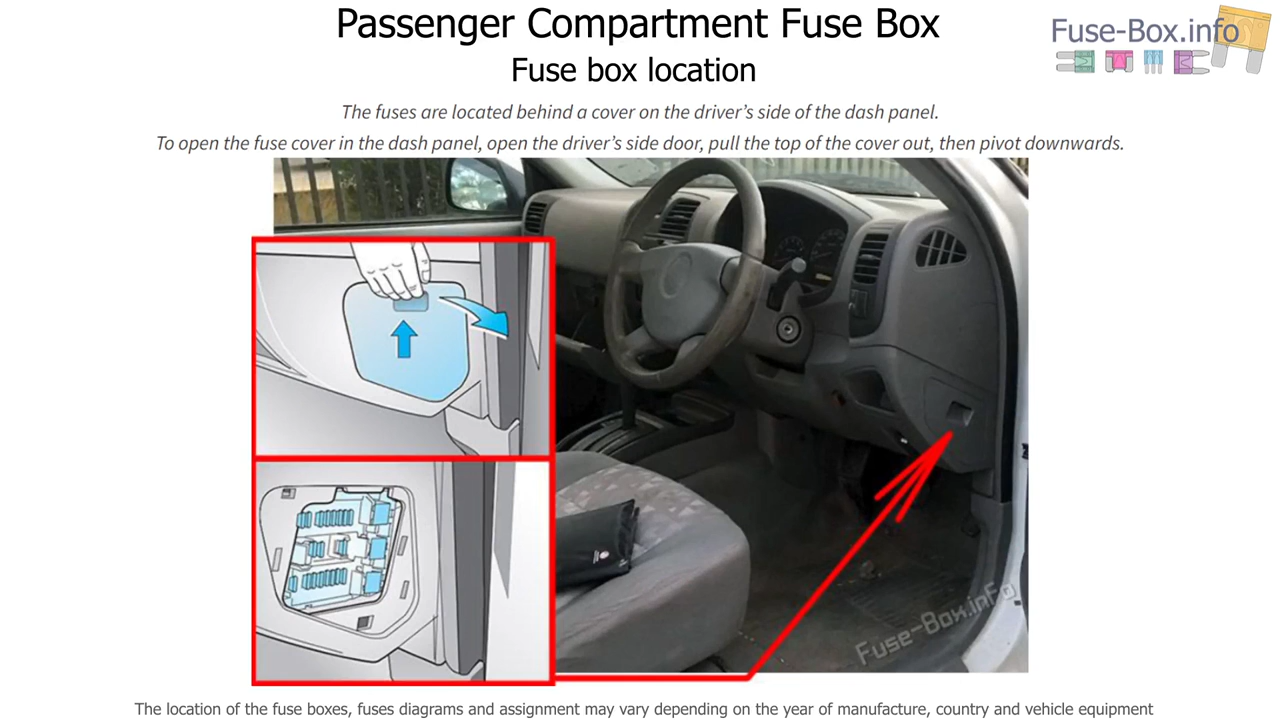 Passenger Compartment Fuse Box
Fuse box location
Fuse-Box.info
The fuses are located behind a cover on the driver’s side of the dash panel.
To open the fuse cover in the dash panel, open the driver’s side door, pull the top of the cover out, then pivot downwards.
Fuse-Box.inFo
The location of the fuse boxes, fuses diagrams and assignment may vary depending on the year of manufacture, country and vehicle equipment